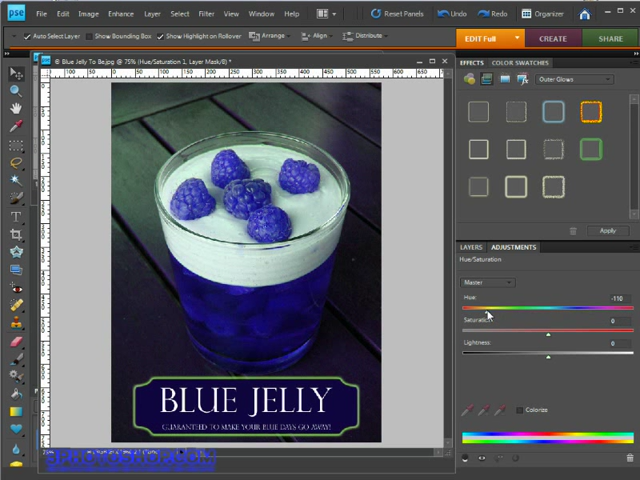 pse File Edit Image Enhance Layer Select Filter View Window Help Reset Panels Undo Redo Organizer
Auto Select Layer Show Bounding Box Show Highlight on Rollover Arrange Align Distribute EDIT Full CREATE SHARE
Blue Jelly To Be.jpg @ 75% (Hue/Saturation 1, Layer Mask/8) *
EFFECTS COLOR SWATCHES
Outer Glows
Apply
LAYERS ADJUSTMENTS
Hue/Saturation
Master
Hue: -110
Saturation: 0
Lightness: 0
Colorize
BLUE JELLY
GUARANTEED TO MAKE YOUR BLUE DAYS GO AWAY!